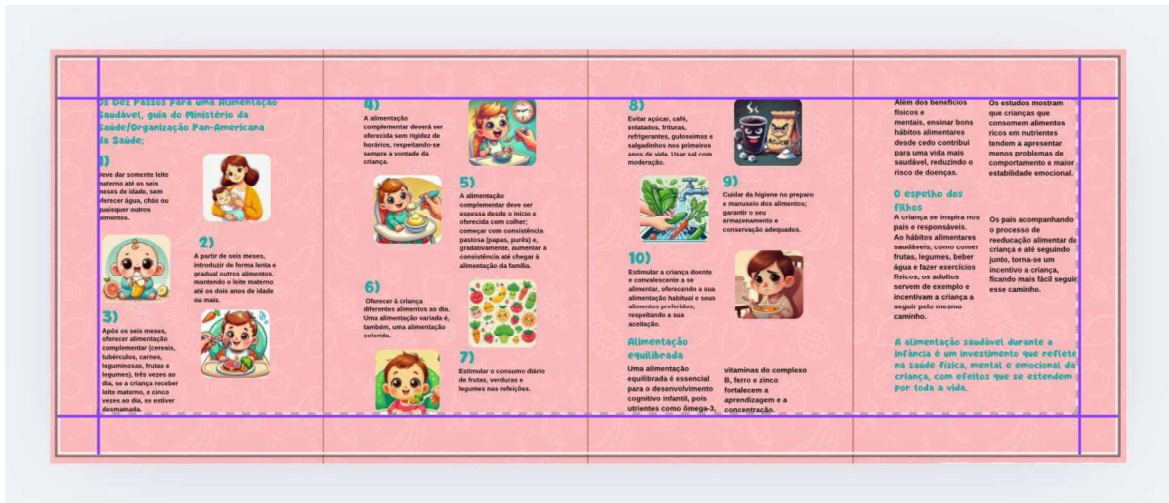 Os Dez Passos para uma Alimentação
Saudável, guia do Ministério da
Saúde/Organização Pan-Americana
da Saúde;
1)
Deve dar somente leite
materno até os seis
meses de idade, sem
oferecer água, chás ou
quaisquer outros
alimentos.
2)
A partir de seis meses,
introduzir de forma lenta e
gradual outros alimentos.
mantendo o leite materno
até os dois anos de idade
ou mais.
3)
Após os seis meses,
oferecer alimentação
complementar (cereais,
tubérculos, carnes,
leguminosas, frutas e
legumes), três vezes ao
dia, se a criança receber
leite materno, e cinco
vezes ao dia, se estiver
desmamada.
4)
A alimentação
complementar deverá ser
oferecida sem rigidez de
horários, respeitando-se
sempre a vontade da
criança.
5)
A alimentação
complementar deve ser
espessa desde o início e
oferecida com colher;
começar com consistência
pastosa (papas, purês) e,
gradativamente, aumentar a
consistência até chegar à
alimentação da família.
6)
Oferecer à criança
diferentes alimentos ao dia.
Uma alimentação variada é,
também, uma alimentação
colorida.
7)
Estimular o consumo diário
de frutas, verduras e
legumes nas refeições.
8)
Evitar açúcar, café,
enlatados, frituras,
refrigerantes, guloseimas e
salgadinhos nos primeiros
anos de vida. Usar sal com
moderação.
9)
Cuidar da higiene no preparo
e manuseio dos alimentos;
garantir o seu
armazenamento e
conservação adequados.
10)
Estimular a criança doente
e convalescente a se
alimentar, oferecendo a sua
alimentação habitual e seus
alimentos preferidos,
respeitando a sua
aceitação.
Alimentação
equilibrada
Uma alimentação
equilibrada é essencial
para o desenvolvimento
cognitivo infantil, pois
utrientes como ômega-3,
vitaminas do complexo
B, ferro e zinco
fortalecem a
aprendizagem e a
concentração.
Além dos benefícios
físicos e
mentais, ensinar bons
hábitos alimentares
desde cedo contribui
para uma vida mais
saudável, reduzindo o
risco de doenças.
Os estudos mostram
que crianças que
consomem alimentos
ricos em nutrientes
tendem a apresentar
menos problemas de
comportamento e maior
estabilidade emocional.
O espelho dos
filhos
A criança se inspira nos
pais e responsáveis.
Ao hábitos alimentares
saudáveis, como comer
frutas, legumes, beber
água e fazer exercícios
físicos, os adultos
servem de exemplo e
incentivam a criança a
seguir pelo mesmo
caminho.
Os pais acompanhando
o processo de
reeducação alimentar da
criança e até seguindo
junto, torna-se um
incentivo a criança,
ficando mais fácil seguir
esse caminho.
A alimentação saudável durante a
infância é um investimento que reflete
na saúde física, mental e emocional da
criança, com efeitos que se estendem
por toda a vida.